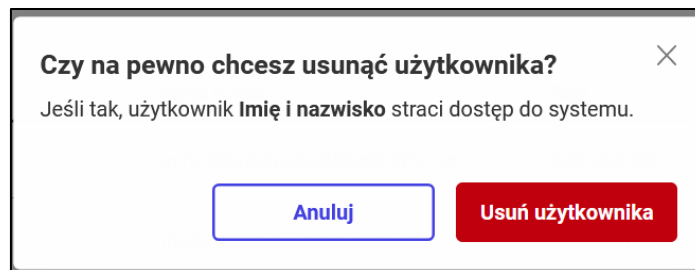 Czy na pewno chcesz usunąć użytkownika?
Jeśli tak, użytkownik Imię i nazwisko straci dostęp do systemu.
Anuluj
Usuń użytkownika